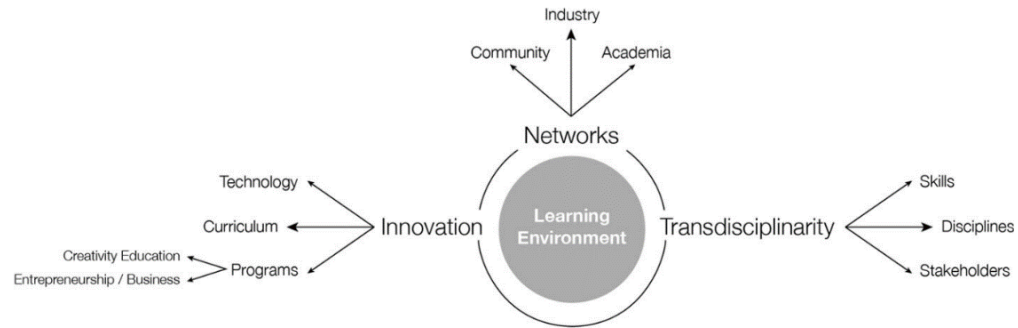 Industry
Community
Academia
Networks
Technology
Skills
Innovation
Learning
Environment
Transdisciplinarity
Curriculum
Disciplines
Creativity Education
Programs
Entrepreneurship / Business
Stakeholders